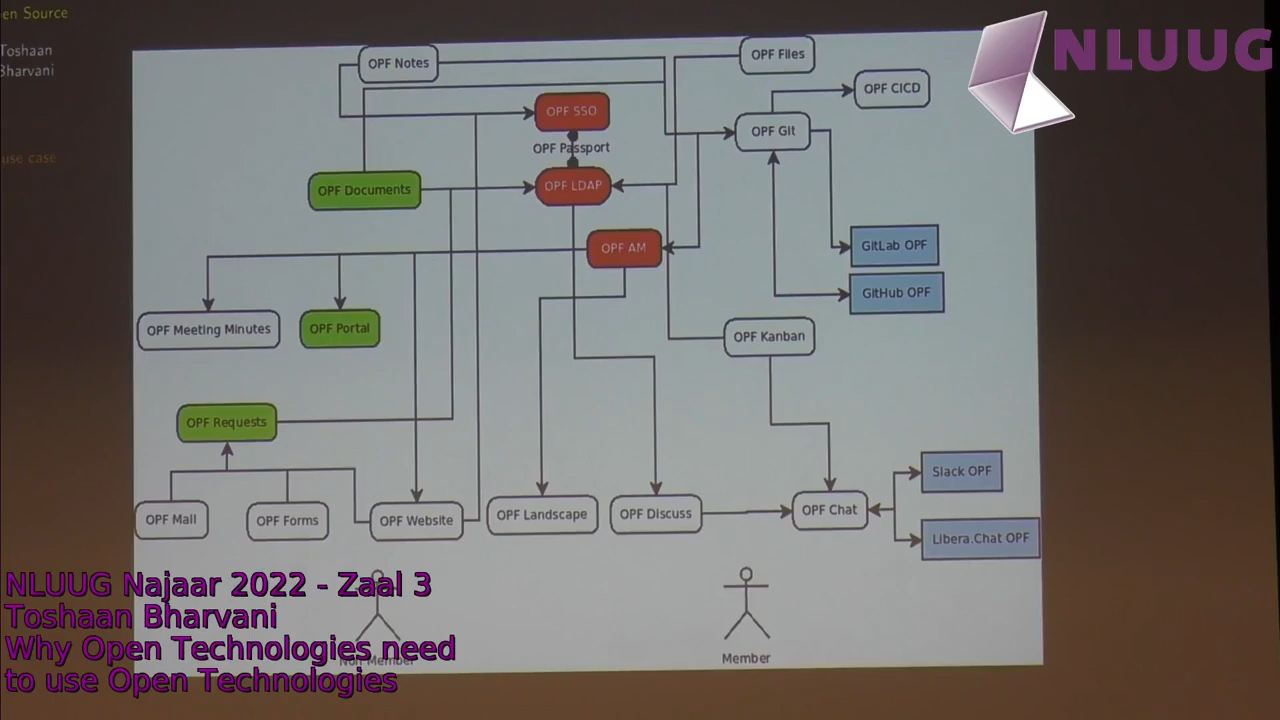 en Source
Toshaan
Bharvani
use case
NLUUG
OPF Notes
OPF Files
OPF CICD
OPF SSO
OPF Git
OPF Passport
OPF Documents
OPF LDAP
OPF AM
GitLab OPF
GitHub OPF
OPF Meeting Minutes
OPF Portal
OPF Kanban
OPF Requests
Slack OPF
OPF Mail
OPF Forms
OPF Website
OPF Landscape
OPF Discuss
OPF Chat
Libera.Chat OPF
Non Member
Member
NLUUG Najaar 2022 - Zaal 3
Toshaan Bharvani
Why Open Technologies need
to use Open Technologies